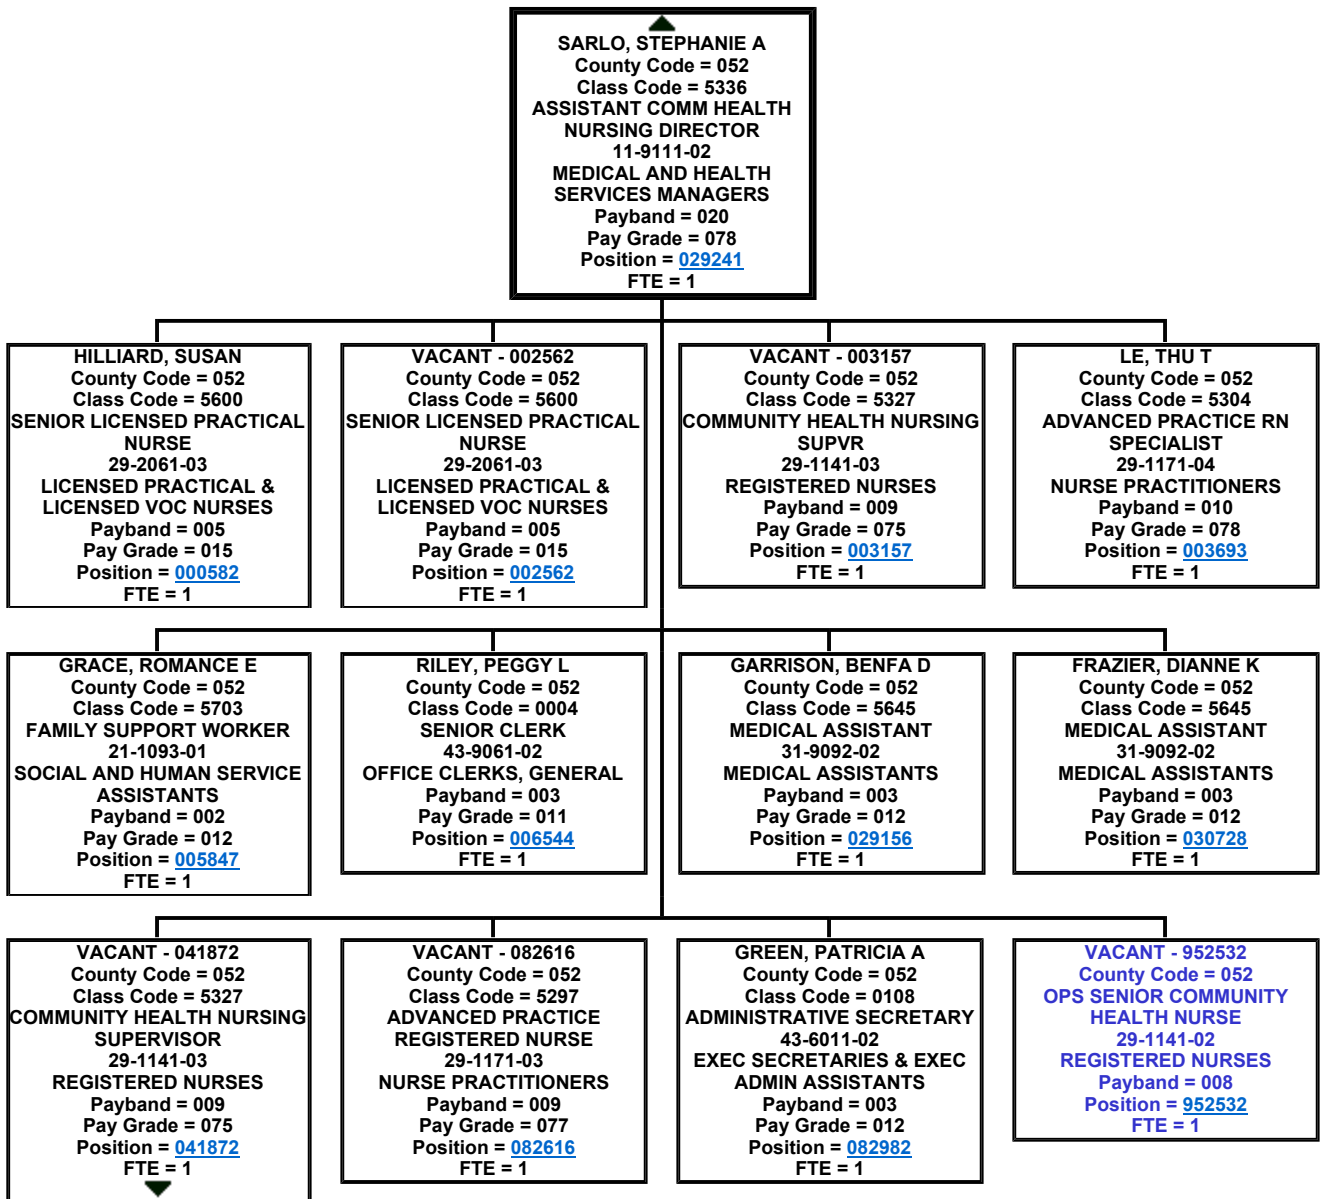 SARLO, STEPHANIE A
County Code = 052
Class Code = 5336
ASSISTANT COMM HEALTH
NURSING DIRECTOR
11-9111-02
MEDICAL AND HEALTH
SERVICES MANAGERS
Payband = 020
Pay Grade = 078
Position = 029241
FTE = 1
HILLIARD, SUSAN
County Code = 052
Class Code = 5600
SENIOR LICENSED PRACTICAL
NURSE
29-2061-03
LICENSED PRACTICAL &
LICENSED VOC NURSES
Payband = 005
Pay Grade = 015
Position = 000582
FTE = 1
VACANT - 002562
County Code = 052
Class Code = 5600
SENIOR LICENSED PRACTICAL
NURSE
29-2061-03
LICENSED PRACTICAL &
LICENSED VOC NURSES
Payband = 005
Pay Grade = 015
Position = 002562
FTE = 1
VACANT - 003157
County Code = 052
Class Code = 5327
COMMUNITY HEALTH NURSING
SUPVR
29-1141-03
REGISTERED NURSES
Payband = 009
Pay Grade = 075
Position = 003157
FTE = 1
LE, THU T
County Code = 052
Class Code = 5304
ADVANCED PRACTICE RN
SPECIALIST
29-1171-04
NURSE PRACTITIONERS
Payband = 010
Pay Grade = 078
Position = 003693
FTE = 1
GRACE, ROMANCE E
County Code = 052
Class Code = 5703
FAMILY SUPPORT WORKER
21-1093-01
SOCIAL AND HUMAN SERVICE
ASSISTANTS
Payband = 002
Pay Grade = 012
Position = 005847
FTE = 1
RILEY, PEGGY L
County Code = 052
Class Code = 0004
SENIOR CLERK
43-9061-02
OFFICE CLERKS, GENERAL
Payband = 003
Pay Grade = 011
Position = 006544
FTE = 1
GARRISON, BENFA D
County Code = 052
Class Code = 5645
MEDICAL ASSISTANT
31-9092-02
MEDICAL ASSISTANTS
Payband = 003
Pay Grade = 012
Position = 029156
FTE = 1
FRAZIER, DIANNE K
County Code = 052
Class Code = 5645
MEDICAL ASSISTANT
31-9092-02
MEDICAL ASSISTANTS
Payband = 003
Pay Grade = 012
Position = 030728
FTE = 1
VACANT - 041872
County Code = 052
Class Code = 5327
COMMUNITY HEALTH NURSING
SUPERVISOR
29-1141-03
REGISTERED NURSES
Payband = 009
Pay Grade = 075
Position = 041872
FTE = 1
VACANT - 082616
County Code = 052
Class Code = 5297
ADVANCED PRACTICE
REGISTERED NURSE
29-1171-03
NURSE PRACTITIONERS
Payband = 009
Pay Grade = 077
Position = 082616
FTE = 1
GREEN, PATRICIA A
County Code = 052
Class Code = 0108
ADMINISTRATIVE SECRETARY
43-6011-02
EXEC SECRETARIES & EXEC
ADMIN ASSISTANTS
Payband = 003
Pay Grade = 012
Position = 082982
FTE = 1
VACANT - 952532
County Code = 052
OPS SENIOR COMMUNITY
HEALTH NURSE
29-1141-02
REGISTERED NURSES
Payband = 008
Position = 952532
FTE = 1